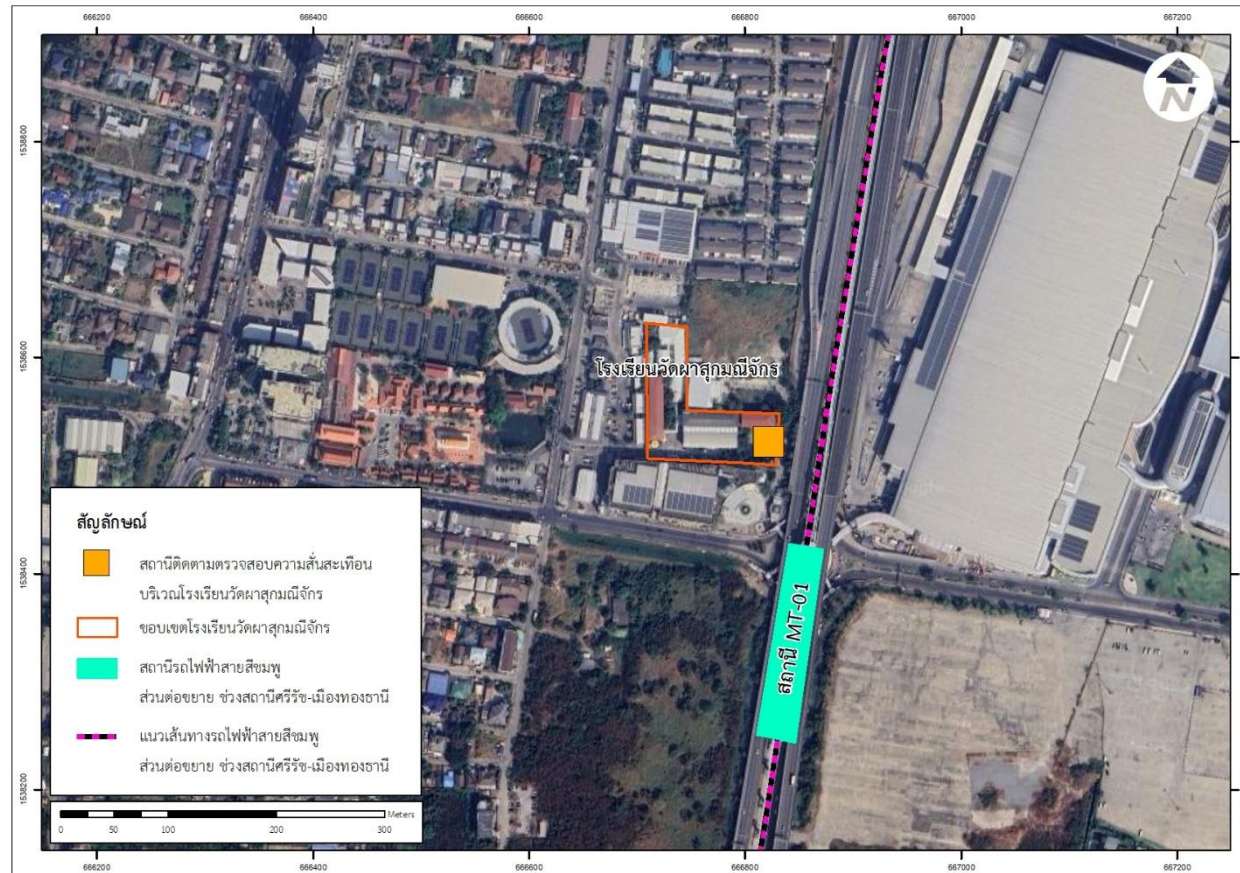 666200 666400 666600 666800 667000 667200
1538800
1538800
N
1538600
1538600
โรงเรียนวัดผาสุกมณีจักร
สัญลักษณ์
สถานีติดตามตรวจสอบความสั่นสะเทือน
บริเวณโรงเรียนวัดผาสุกมณีจักร
ขอบเขตโรงเรียนวัดผาสุกมณีจักร
สถานีรถไฟฟ้าสายสีชมพู
ส่วนต่อขยาย ช่วงสถานีศรีรัช-เมืองทองธานี
แนวเส้นทางรถไฟฟ้าสายสีชมพู
ส่วนต่อขยาย ช่วงสถานีศรีรัช-เมืองทองธานี
1538400
1538400
สถานี MT-01
1538200
1538200
Meters
0 50 100 200 300
666200 666400 666600 666800 667000 667200